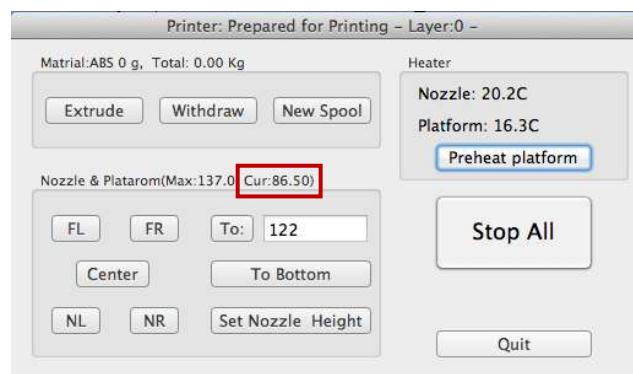 Printer: Prepared for Printing – Layer:0 –
Matrial:ABS 0 g, Total: 0.00 Kg
Extrude Withdraw New Spool
Heater
Nozzle: 20.2C
Platform: 16.3C
Preheat platform
Nozzle & Platarom(Max:137.0 Cur:86.50)
FL FR To: 122
Center To Bottom
NL NR Set Nozzle Height
Stop All
Quit